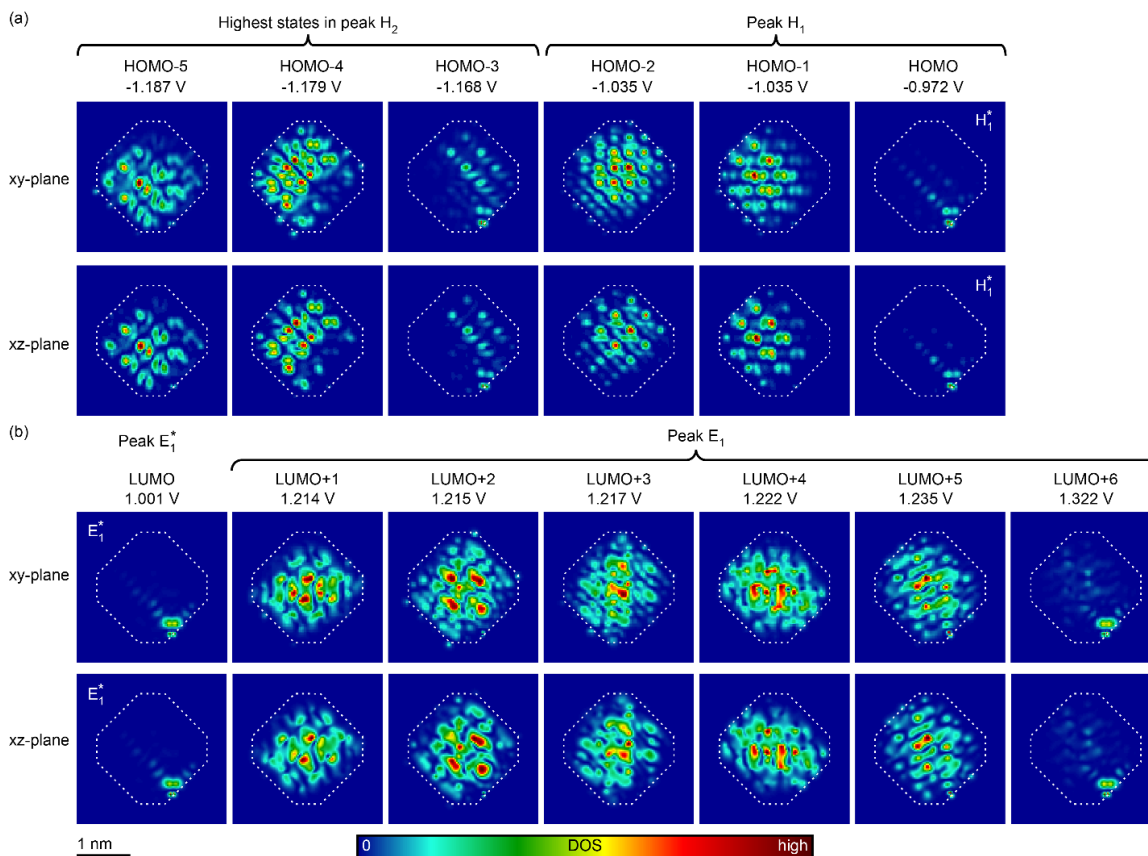 (a)
Highest states in peak H₂ Peak H₁
HOMO-5 HOMO-4 HOMO-3 HOMO-2 HOMO-1 HOMO
-1.187 V -1.179 V -1.168 V -1.035 V -1.035 V -0.972 V
H₁*
xy-plane
H₁*
xz-plane
(b)
Peak E₁* Peak E₁
LUMO LUMO+1 LUMO+2 LUMO+3 LUMO+4 LUMO+5 LUMO+6
1.001 V 1.214 V 1.215 V 1.217 V 1.222 V 1.235 V 1.322 V
E₁*
xy-plane
E₁*
xz-plane
1 nm 0 DOS high